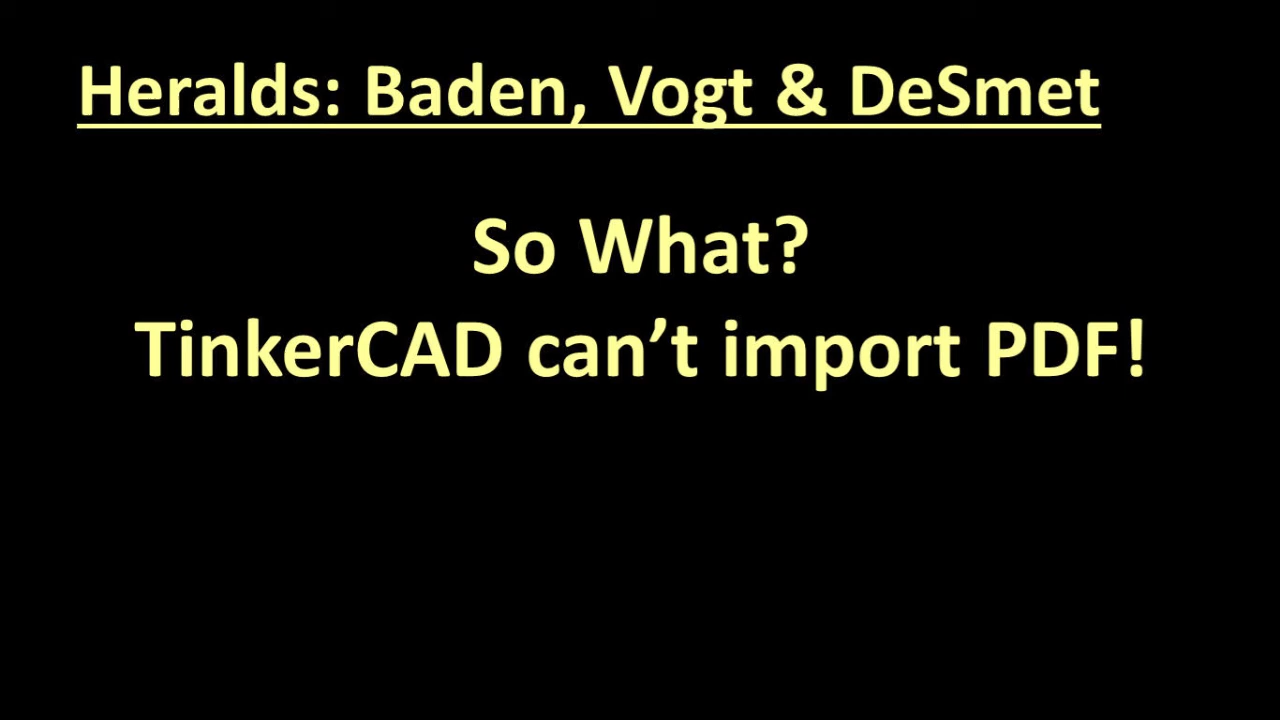 Heralds: Baden, Vogt & DeSmet
So What?
TinkerCAD can’t import PDF!